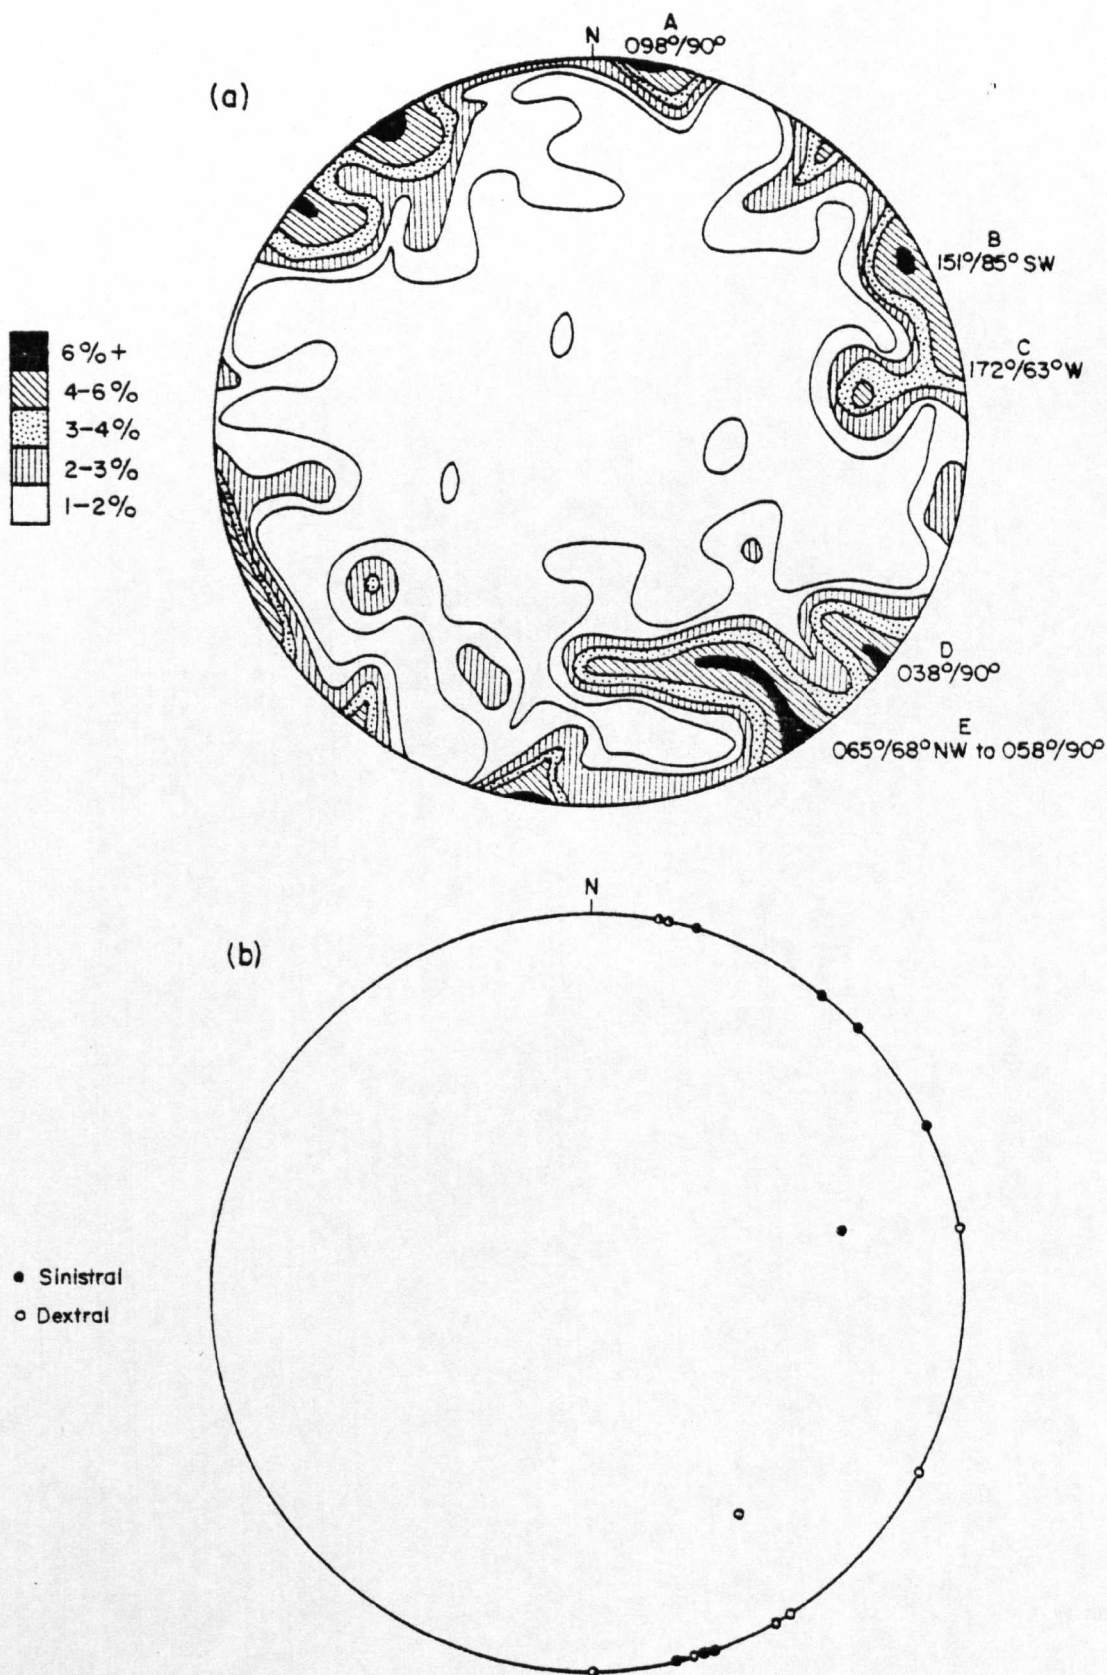 A
N
098°/90°
(a)
B
151°/85° SW
C
172°/63° W
6%+
4-6%
3-4%
2-3%
1-2%
D
038°/90°
E
065°/68° NW to 058°/90°
N
(b)
Sinistral
Dextral